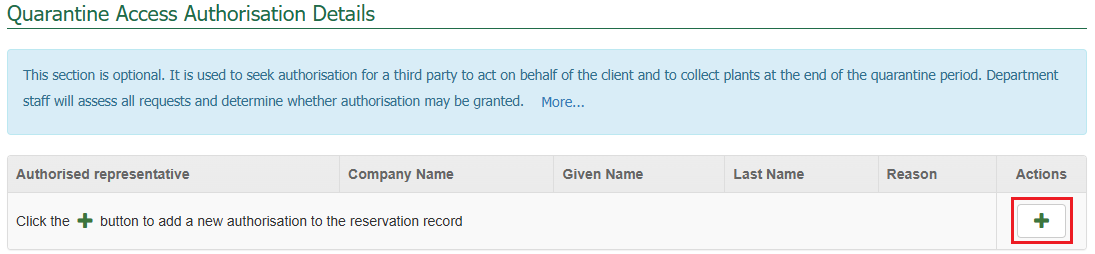 Quarantine Access Authorisation Details
This section is optional. It is used to seek authorisation for a third party to act on behalf of the client and to collect plants at the end of the quarantine period. Department
staff will assess all requests and determine whether authorisation may be granted. More...
Authorised representative Company Name Given Name Last Name Reason Actions
Click the + button to add a new authorisation to the reservation record +